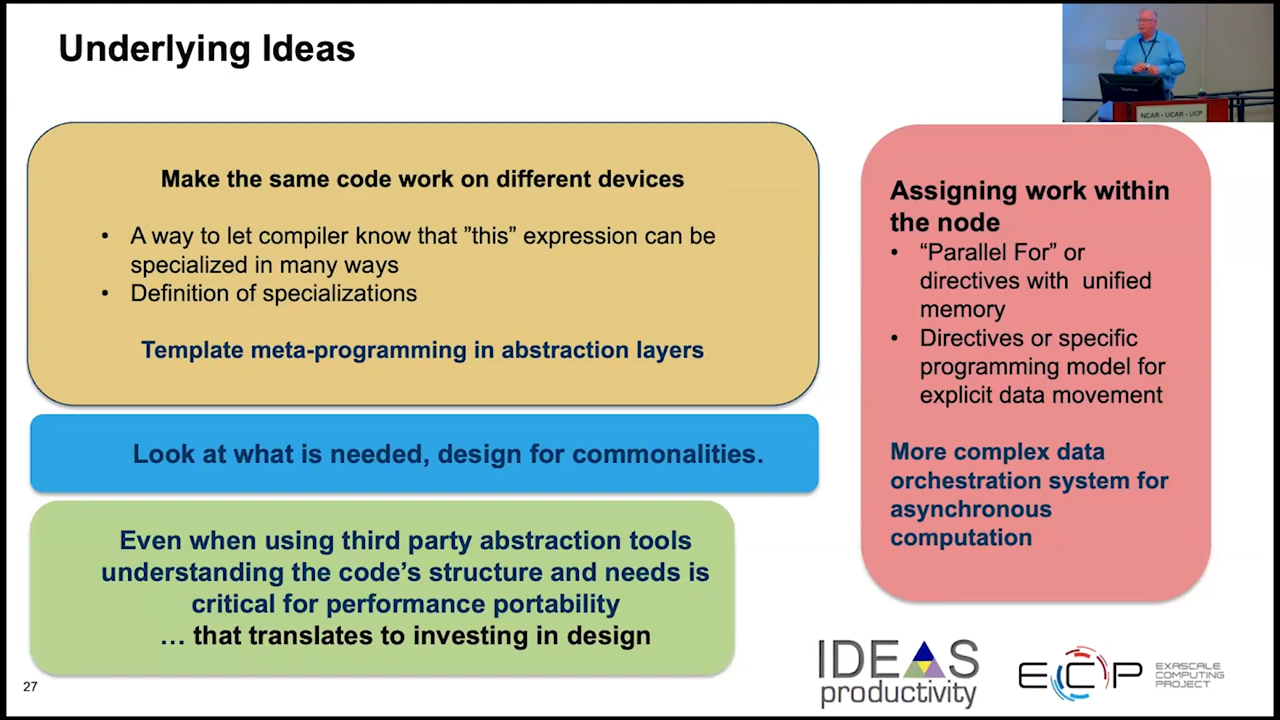 Underlying Ideas
NCAR • UCAR • UCP
Make the same code work on different devices
• A way to let compiler know that ”this” expression can be
specialized in many ways
• Definition of specializations
Template meta-programming in abstraction layers
Look at what is needed, design for commonalities.
Even when using third party abstraction tools
understanding the code’s structure and needs is
critical for performance portability
… that translates to investing in design
Assigning work within
the node
• “Parallel For” or
directives with unified
memory
• Directives or specific
programming model for
explicit data movement
More complex data
orchestration system for
asynchronous
computation
27
IDEAS
productivity
ECP
EXASCALE
COMPUTING
PROJECT